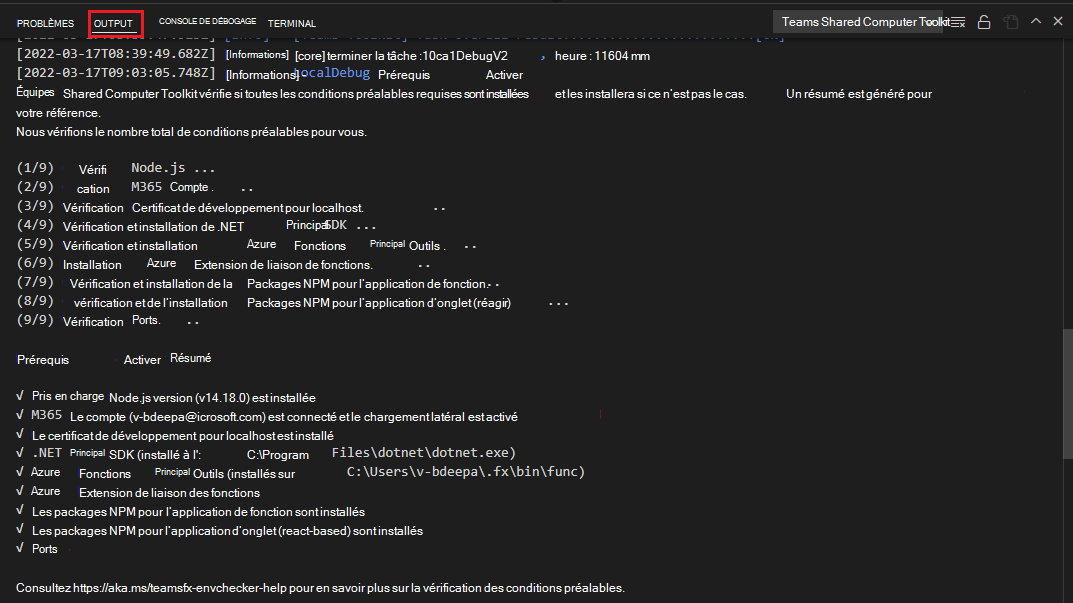 PROBLÈMES OUTPUT CONSOLE DE DÉBOGAGE TERMINAL Teams Shared Computer Toolkit
[2022-03-17T08:39:49.682Z] [Informations] [core] terminer la tâche :10ca1DebugV2 , heure : 11604 mm
[2022-03-17T09:03:05.748Z] [Informations] LocalDebug Prérequis Activer
Équipes Shared Computer Toolkit vérifie si toutes les conditions préalables requises sont installées et les installera si ce n'est pas le cas. Un résumé est généré pour
votre référence.
Nous vérifions le nombre total de conditions préalables pour vous.
(1/9) Vérifi Node.js ...
(2/9) cation M365 Compte . ..
(3/9) Vérification Certificat de développement pour localhost. ..
(4/9) Vérification et installation de .NET Principal SDK ...
(5/9) Vérification et installation Azure Fonctions Principal Outils . ..
(6/9) Installation Azure Extension de liaison de fonctions. ..
(7/9) Vérification et installation de la Packages NPM pour l'application de fonction. ..
(8/9) vérification et de l'installation Packages NPM pour l'application d'onglet (réagir) ...
(9/9) Vérification Ports. ..
Prérequis Activer Résumé
√ Pris en charge Node.js version (v14.18.0) est installée
√ M365 Le compte (v-bdeepa@icrosoft.com) est connecté et le chargement latéral est activé
√ Le certificat de développement pour localhost est installé
√ .NET Principal SDK (installé à l': C:\Program Files\dotnet\dotnet.exe)
√ Azure Fonctions Principal Outils (installés sur C:\Users\v-bdeepa\.fx\bin\func)
√ Azure Extension de liaison des fonctions
√ Les packages NPM pour l'application de fonction sont installés
√ Les packages NPM pour l'application d'onglet (react-based) sont installés
√ Ports
Consultez https://aka.ms/teamsfx-envchecker-help pour en savoir plus sur la vérification des conditions préalables.